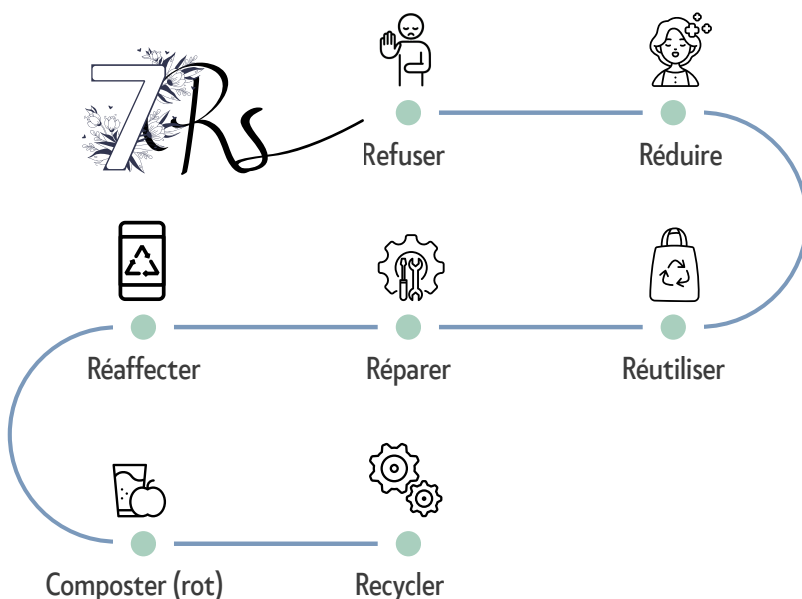 7Rs
Refuser
Réduire
Réutiliser
Réparer
Réaffecter
Composter (rot)
Recycler